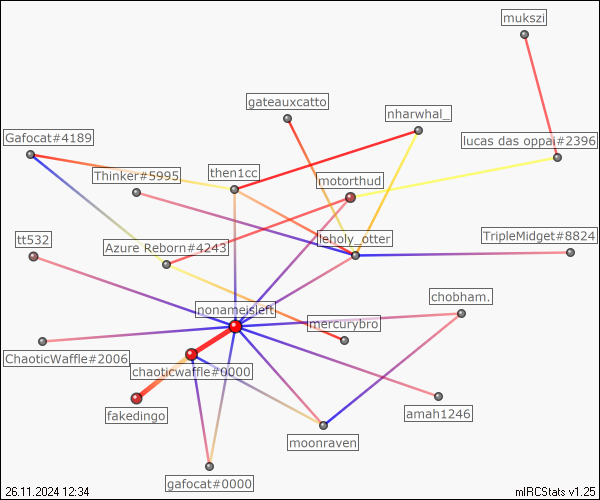 mukszi
gateauxcatto
nharwhal_
Gafocat#4189
lucas das oppai#2396
Thinker#5995
then1cc
motorthud
tt532
Azure Reborn#4243
leholy_otter
TripleMidget#8824
nonameisleft
chobham.
mercurybro
ChaoticWaffle#2006
chaoticwaffle#0000
fakedingo
amah1246
moonraven
gafocat#0000
26.11.2024 12:34
mIRCStats v1.25